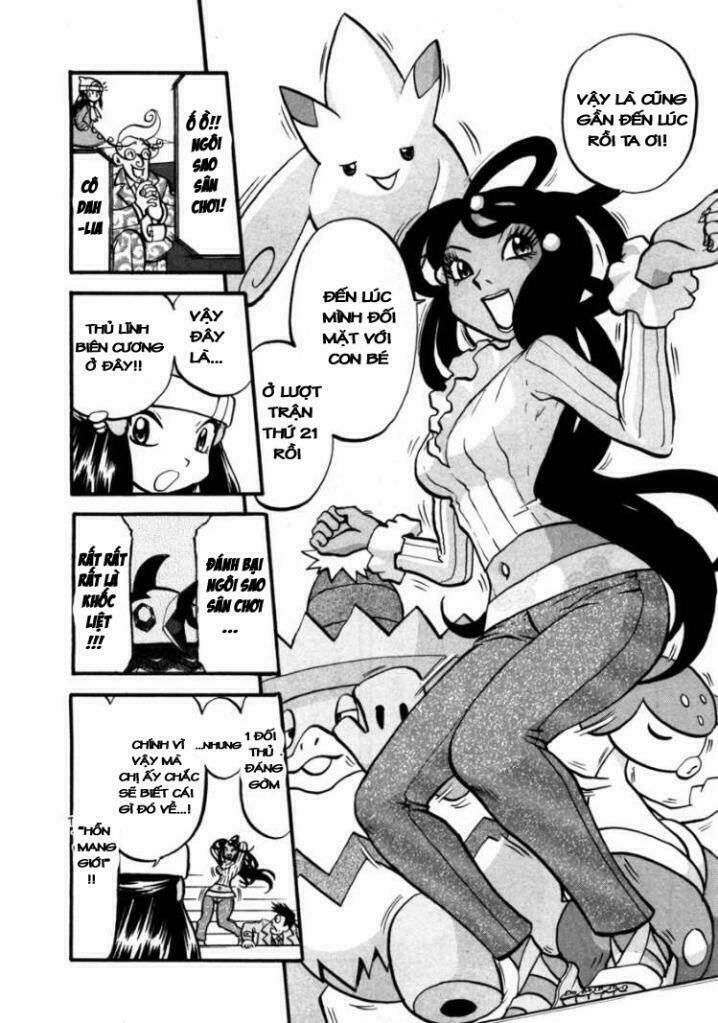 VẬY LÀ CŨNG
GẦN ĐẾN LÚC
RỒI TA ƠI!
ĐẾN LÚC
MÌNH ĐỐI
MẶT VỚI
CON BÉ
Ở LƯỢT
TRẬN
THỨ 21
RỒI
Ố Ồ!!
NGÔI
SAO
SÂN
CHƠI!
CÔ
DAH
-LIA
VẬY
ĐÂY
LÀ...
THỦ LĨNH
BIÊN CƯƠNG
Ở ĐÂY!!
ĐÁNH BẠI
NGÔI SAO
SÂN CHƠI
...
RẤT RẤT
RẤT LÀ
KHỐC
LIỆT
!!!
1 ĐỐI
THỦ
ĐÁNG
GỜM
...NHƯNG
CHÍNH VÌ
VẬY MÀ
CHỊ ẤY CHẮC
SẼ BIẾT CÁI
GÌ ĐÓ VỀ...!
"HỖN
MANG
GIỚI"
!!